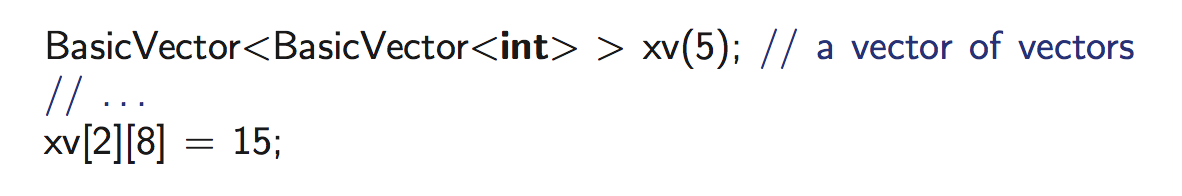 BasicVector<BasicVector<int> > xv(5); // a vector of vectors
// ...
xv[2][8] = 15;